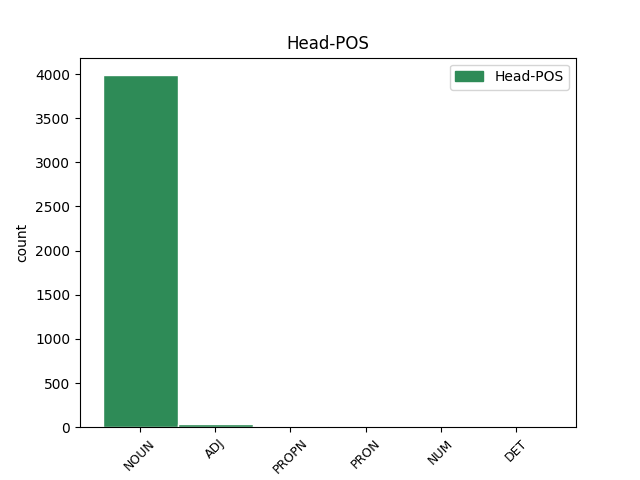 Head-POS
Head-POS
count
4000
3500
3000
2500
2000
1500
1000
500
0
NOUN
ADJ
PROPN
PRON
NUM
DET